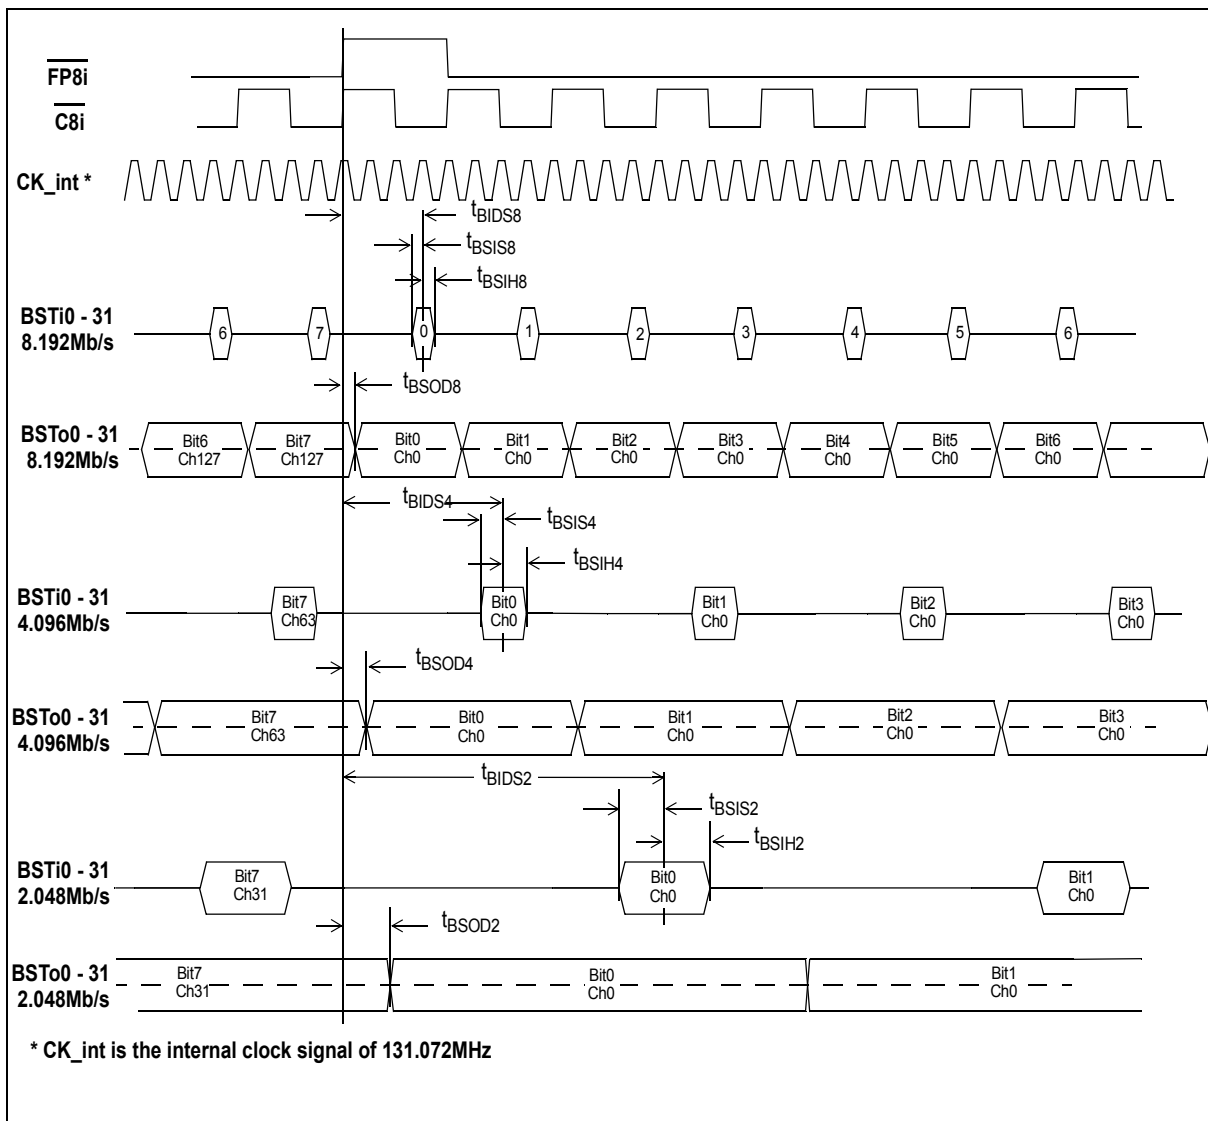 FP8i
C8i
CK_int *
tBIDS8
tBSIS8
tBSIH8
BSTi0 - 31
8.192Mb/s
6 7 0 1 2 3 4 5 6
tBSOD8
BSTo0 - 31
8.192Mb/s
Bit6 Bit7 Bit0 Bit1 Bit2 Bit3 Bit4 Bit5 Bit6
Ch127 Ch127 Ch0 Ch0 Ch0 Ch0 Ch0 Ch0 Ch0
tBIDS4
tBSIS4
tBSIH4
BSTi0 - 31
4.096Mb/s
Bit7 Bit0 Bit1 Bit2 Bit3
Ch63 Ch0 Ch0 Ch0 Ch0
tBSOD4
BSTo0 - 31
4.096Mb/s
Bit7 Bit0 Bit1 Bit2 Bit3
Ch63 Ch0 Ch0 Ch0 Ch0
tBIDS2
tBSIS2
tBSIH2
BSTi0 - 31
2.048Mb/s
Bit7 Bit0 Bit1
Ch31 Ch0 Ch0
tBSOD2
BSTo0 - 31
2.048Mb/s
Bit7 Bit0 Bit1
Ch31 Ch0 Ch0
* CK_int is the internal clock signal of 131.072MHz